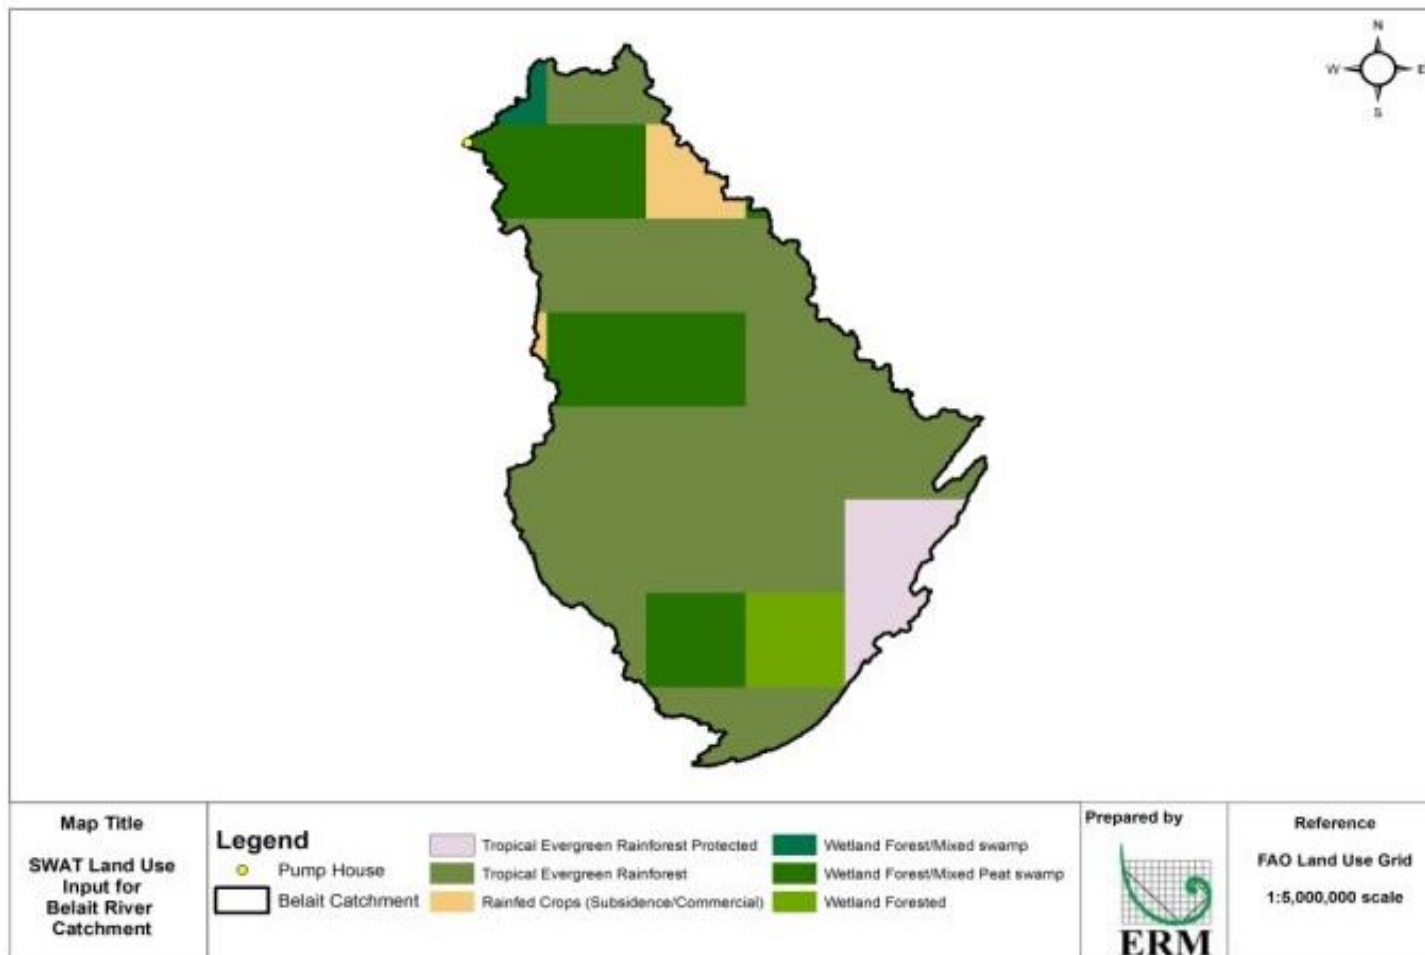 N
W
E
S
Map Title
SWAT Land Use
Input for
Belait River
Catchment
Legend
Pump House
Belait Catchment
Tropical Evergreen Rainforest Protected
Tropical Evergreen Rainforest
Rainfed Crops (Subsidence/Commercial)
Wetland Forest/Mixed swamp
Wetland Forest/Mixed Peat swamp
Wetland Forested
Prepared by
ERM
Reference
FAO Land Use Grid
1:5,000,000 scale